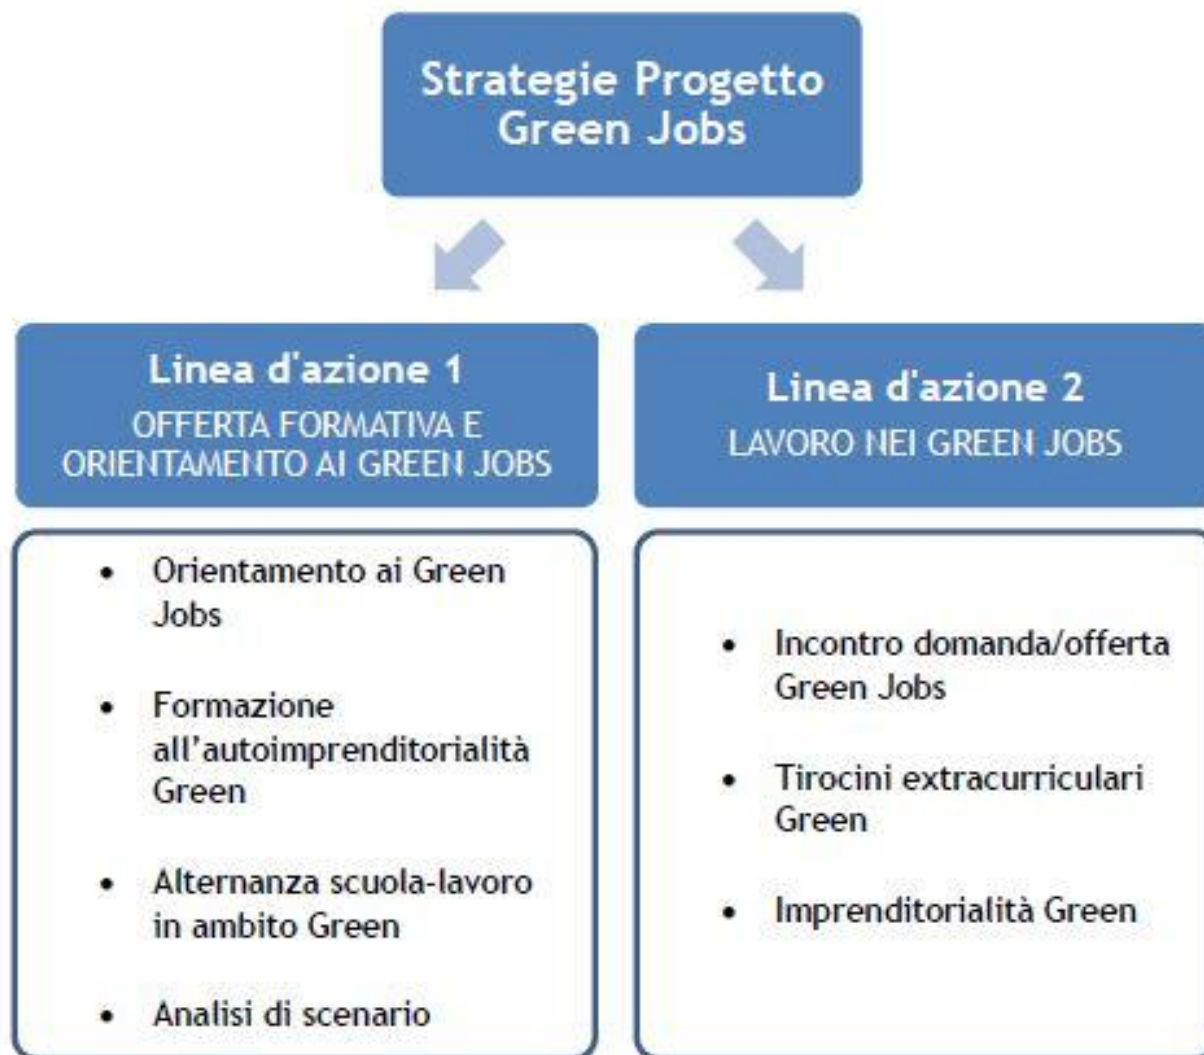 Strategie Progetto
Green Jobs
Linea d'azione 1
OFFERTA FORMATIVA E
ORIENTAMENTO AI GREEN JOBS
• Orientamento ai Green
Jobs
• Formazione
all’autoimprenditorialità
Green
• Alternanza scuola-lavoro
in ambito Green
• Analisi di scenario
Linea d'azione 2
LAVORO NEI GREEN JOBS
• Incontro domanda/offerta
Green Jobs
• Tirocini extracurriculari
Green
• Imprenditorialità Green